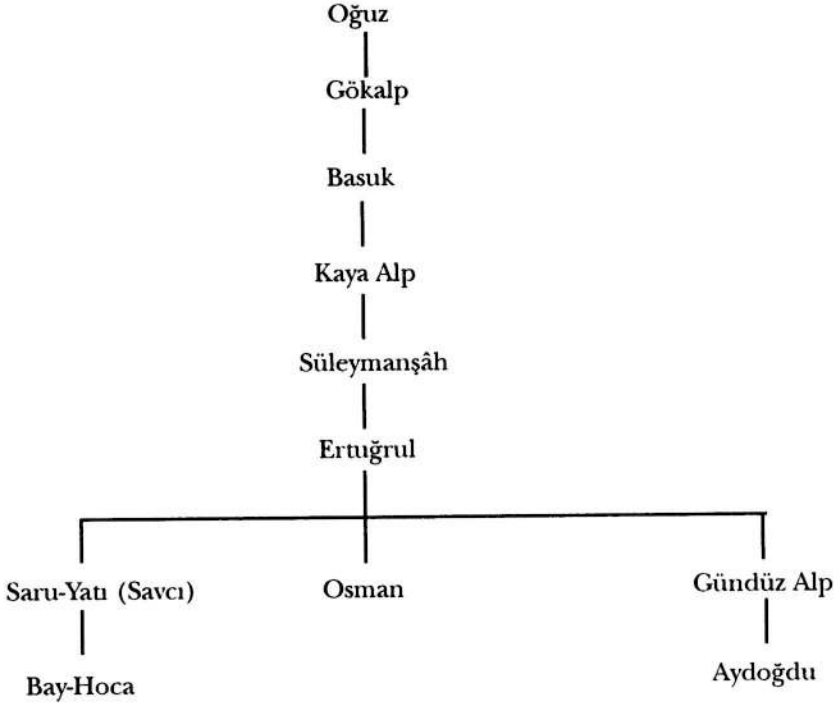 Oğuz
Gökalp
Basuk
Kaya Alp
Süleymanşâh
Ertuğrul
Saru-Yatı (Savcı)
Osman
Gündüz Alp
Bay-Hoca
Aydoğdu